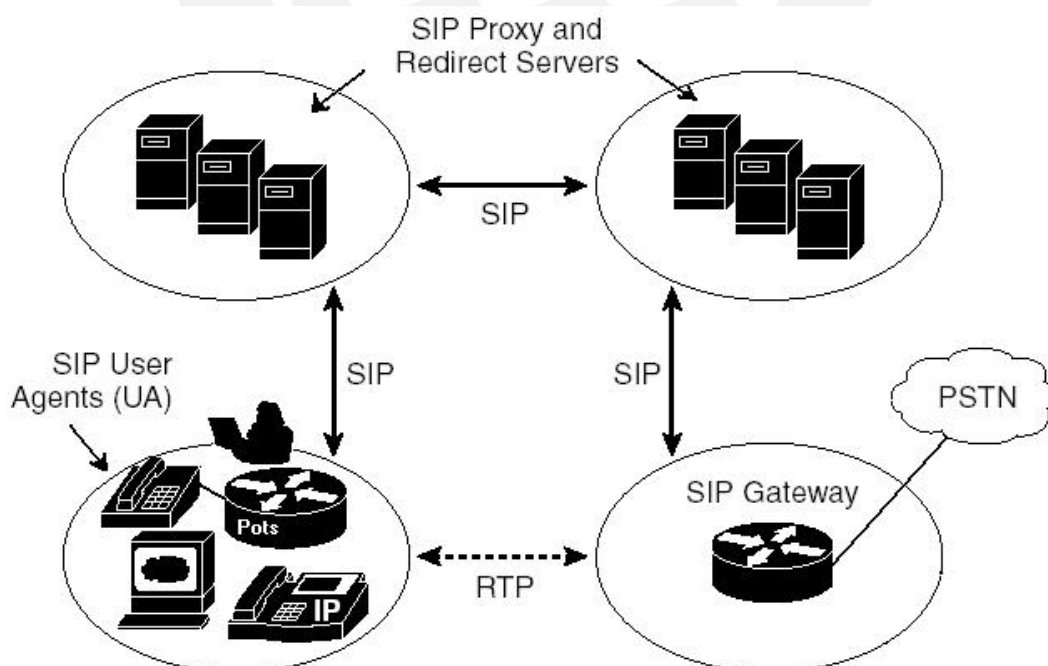 SIP Proxy and
Redirect Servers
SIP
SIP User
Agents (UA)
SIP
SIP
PSTN
SIP Gateway
Pots
IP
RTP